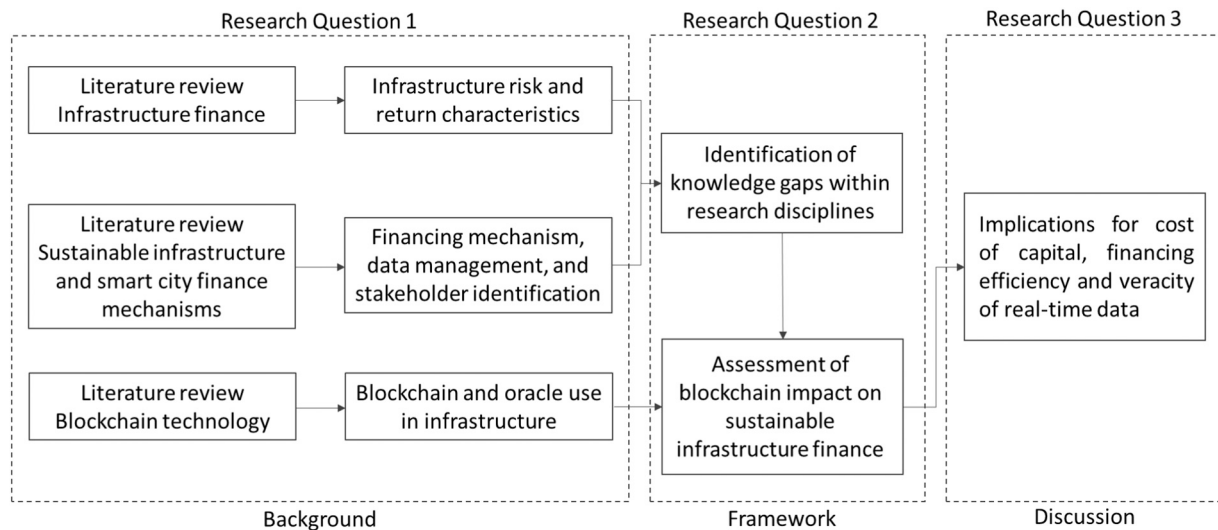 Research Question 1
Research Question 2
Research Question 3
Literature review
Infrastructure finance
Infrastructure risk and
return characteristics
Literature review
Sustainable infrastructure
and smart city finance
mechanisms
Financing mechanism,
data management, and
stakeholder identification
Literature review
Blockchain technology
Blockchain and oracle use
in infrastructure
Identification of
knowledge gaps within
research disciplines
Assessment of
blockchain impact on
sustainable
infrastructure finance
Implications for cost
of capital, financing
efficiency and veracity
of real-time data
Background
Framework
Discussion